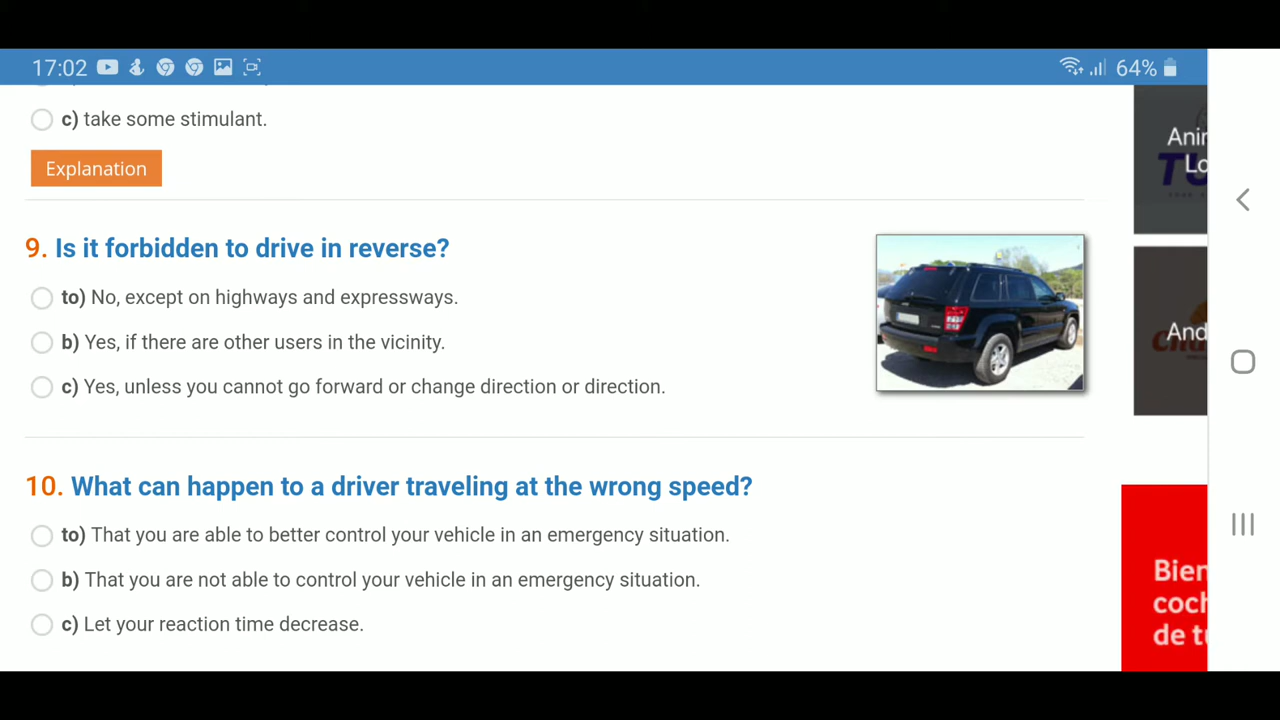 17:02
64%
c) take some stimulant.
Explanation
9. Is it forbidden to drive in reverse?
to) No, except on highways and expressways.
b) Yes, if there are other users in the vicinity.
c) Yes, unless you cannot go forward or change direction or direction.
10. What can happen to a driver traveling at the wrong speed?
to) That you are able to better control your vehicle in an emergency situation.
b) That you are not able to control your vehicle in an emergency situation.
c) Let your reaction time decrease.
Anir
Lo
And
Bien
coch
de tu